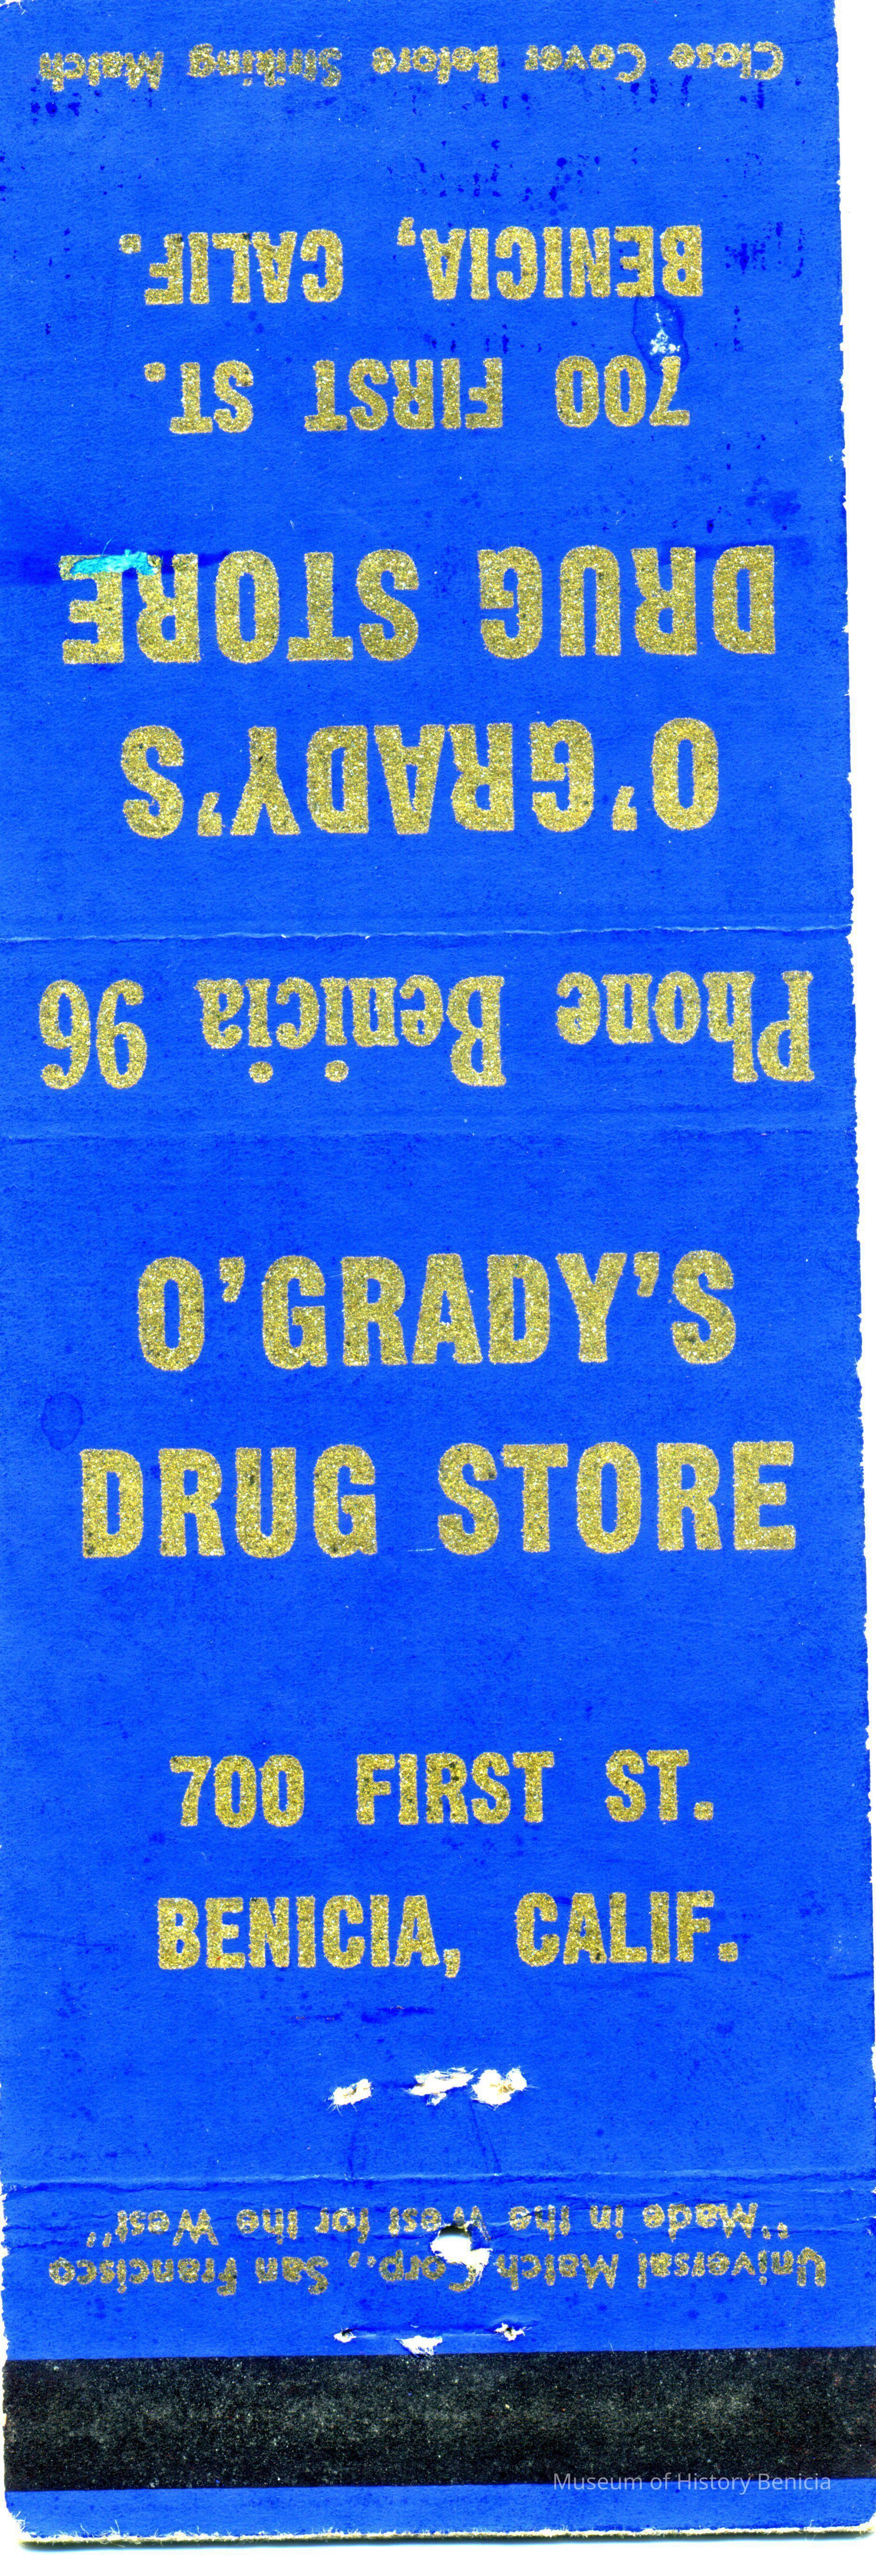 Close Cover Before Striking Match
BENICIA, CALIF.
700 FIRST ST.
DRUG STORE
O'GRADY'S
Phone Benicia 96
O'GRADY'S
DRUG STORE
700 FIRST ST.
BENICIA, CALIF.
"Made in the West for the West"
Universal Match Corp., San Francisco
Museum of History Benicia